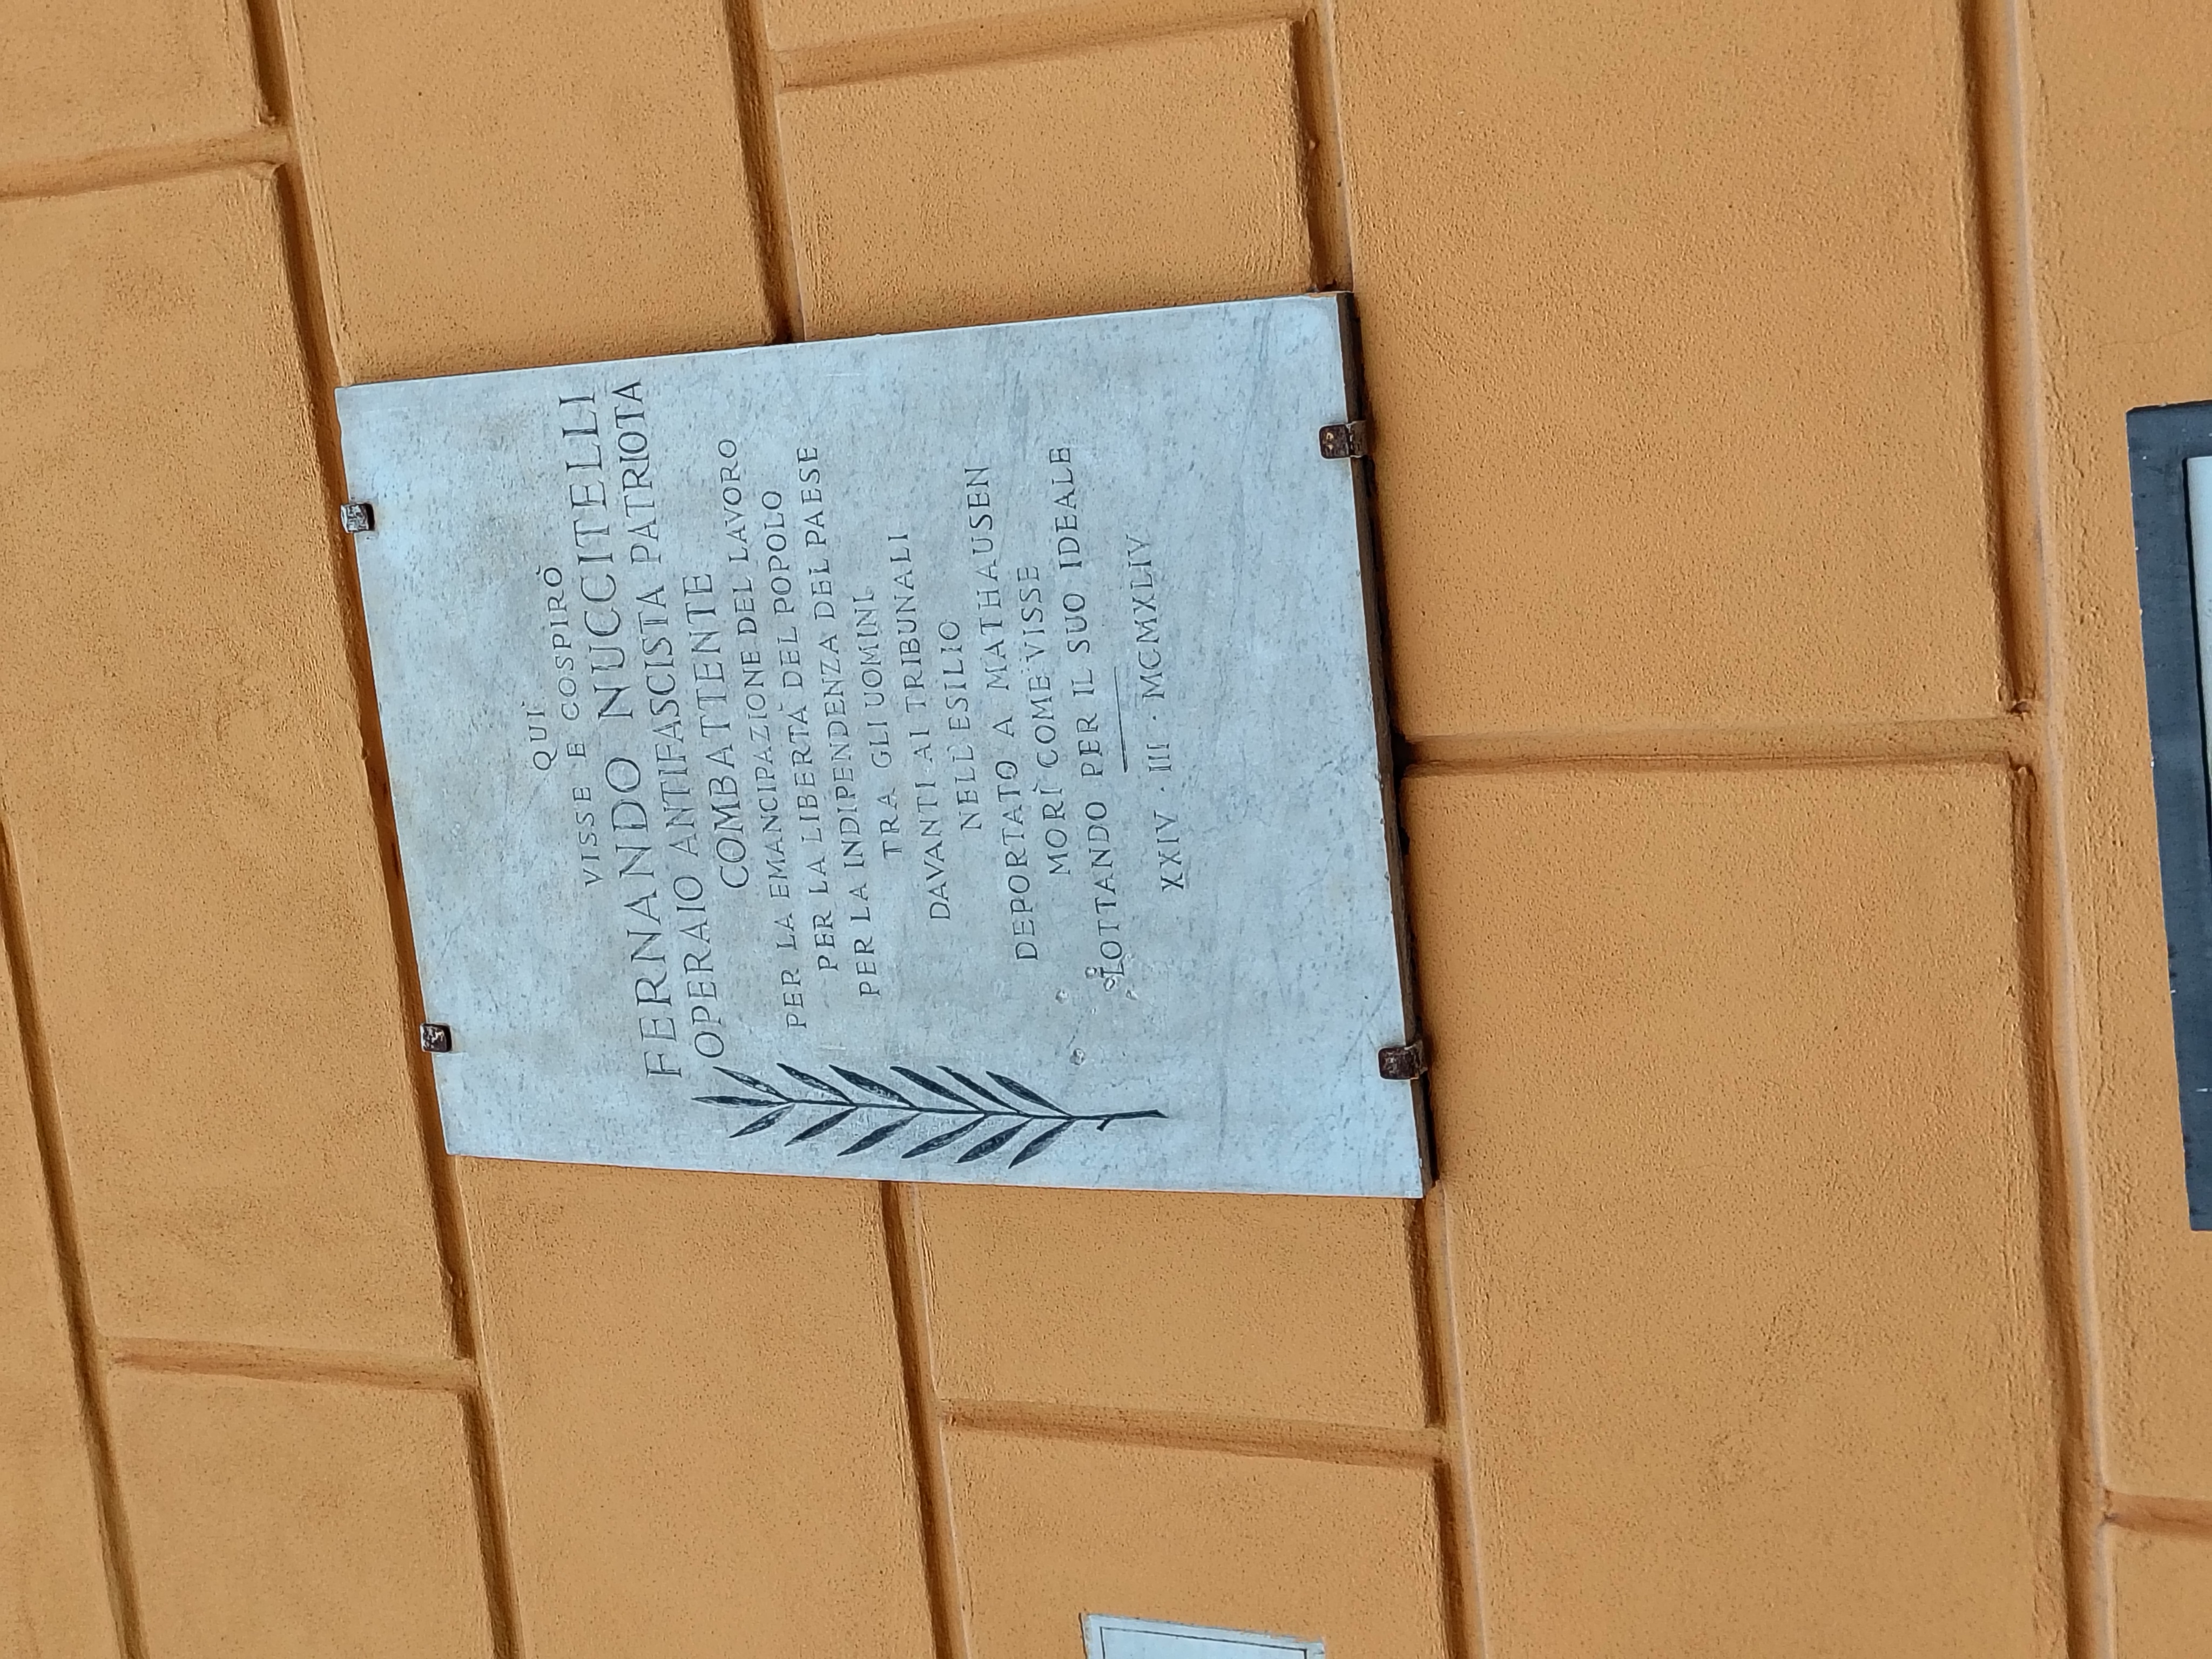 QUI
VISSE E COSPIRÒ
FERNANDO NUCCITELLI
OPERAIO ANTIFASCISTA PATRIOTA
COMBATTENTE
PER LA EMANCIPAZIONE DEL LAVORO
PER LA LIBERTÀ DEL POPOLO
PER LA INDIPENDENZA DEL PAESE
TRA GLI UOMINI
DAVANTI AI TRIBUNALI
NELL'ESILIO
DEPORTATO A MATHAUSEN
MORÌ COME VISSE
LOTTANDO PER IL SUO IDEALE
XXIV · III · MCMXLIV